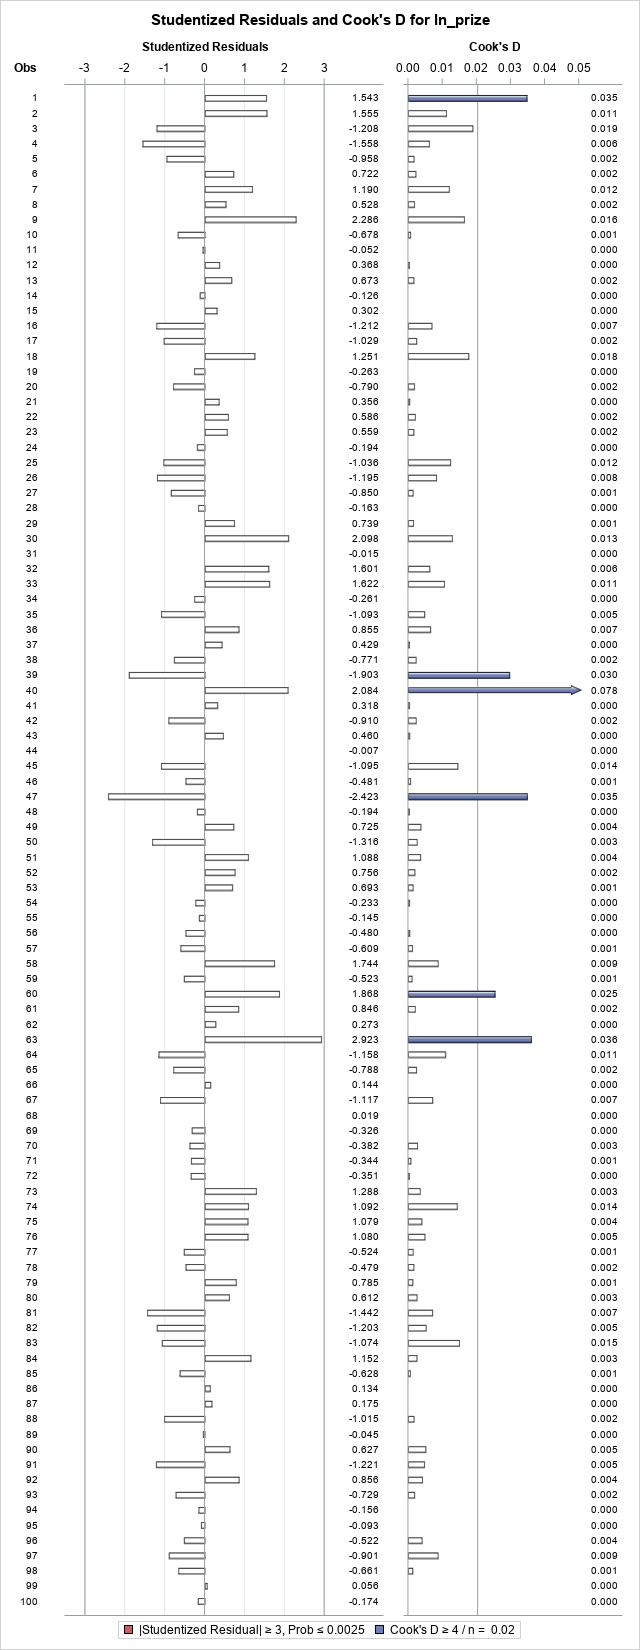 Studentized Residuals and Cook's D for ln_prize
Studentized Residuals Cook's D
Obs -3 -2 -1 0 1 2 3 0.00 0.01 0.02 0.03 0.04 0.05
1 1.543 0.035
2 1.555 0.011
3 -1.208 0.019
4 -1.558 0.006
5 -0.958 0.002
6 0.722 0.002
7 1.190 0.012
8 0.528 0.002
9 2.286 0.016
10 -0.678 0.001
11 -0.052 0.000
12 0.368 0.000
13 0.673 0.002
14 -0.126 0.000
15 0.302 0.000
16 -1.212 0.007
17 -1.029 0.002
18 1.251 0.018
19 -0.263 0.000
20 -0.790 0.002
21 0.356 0.000
22 0.586 0.002
23 0.559 0.002
24 -0.194 0.000
25 -1.036 0.012
26 -1.195 0.008
27 -0.850 0.001
28 -0.163 0.000
29 0.739 0.001
30 2.098 0.013
31 -0.015 0.000
32 1.601 0.006
33 1.622 0.011
34 -0.261 0.000
35 -1.093 0.005
36 0.855 0.007
37 0.429 0.000
38 -0.771 0.002
39 -1.903 0.030
40 2.084 0.078
41 0.318 0.000
42 -0.910 0.002
43 0.460 0.000
44 -0.007 0.000
45 -1.095 0.014
46 -0.481 0.001
47 -2.423 0.035
48 -0.194 0.000
49 0.725 0.004
50 -1.316 0.003
51 1.088 0.004
52 0.756 0.002
53 0.693 0.001
54 -0.233 0.000
55 -0.145 0.000
56 -0.480 0.000
57 -0.609 0.001
58 1.744 0.009
59 -0.523 0.001
60 1.868 0.025
61 0.846 0.002
62 0.273 0.000
63 2.923 0.036
64 -1.158 0.011
65 -0.788 0.002
66 0.144 0.000
67 -1.117 0.007
68 0.019 0.000
69 -0.326 0.000
70 -0.382 0.003
71 -0.344 0.001
72 -0.351 0.000
73 1.288 0.003
74 1.092 0.014
75 1.079 0.004
76 1.080 0.005
77 -0.524 0.001
78 -0.479 0.002
79 0.785 0.001
80 0.612 0.003
81 -1.442 0.007
82 -1.203 0.005
83 -1.074 0.015
84 1.152 0.003
85 -0.628 0.001
86 0.134 0.000
87 0.175 0.000
88 -1.015 0.002
89 -0.045 0.000
90 0.627 0.005
91 -1.221 0.005
92 0.856 0.004
93 -0.729 0.002
94 -0.156 0.000
95 -0.093 0.000
96 -0.522 0.004
97 -0.901 0.009
98 -0.661 0.001
99 0.056 0.000
100 -0.174 0.000
|Studentized Residual| ≥ 3, Prob ≤ 0.0025 Cook's D ≥ 4 / n = 0.02